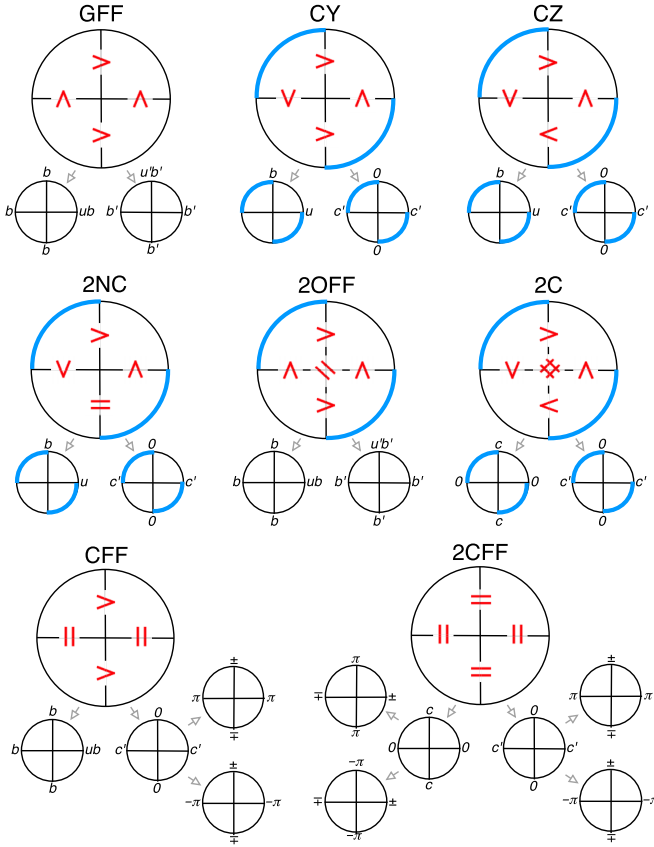 GFF CY CZ
> > >
∧ ∧ ∨ ∧ ∨ ∧
> > <
b u'b' b 0 b 0
b ub b' b' u c' c' u c' c'
b b' 0 0
2NC 2OFF 2C
> > >
∨ ∧ ∧ // ∧ ∨ ∧
= > <
b 0 b u'b' c 0
u c' c' b ub b' b' 0 0 c' c'
0 b b' c 0
CFF 2CFF
> =
|| || || ||
> =
± π ±
b 0 π π ∓ ± c 0 π π
b ub c' c' ∓ π 0 0 c' c' ∓
b 0 ± -π c 0 ±
-π -π ∓ ± -π -π
∓ -π ∓